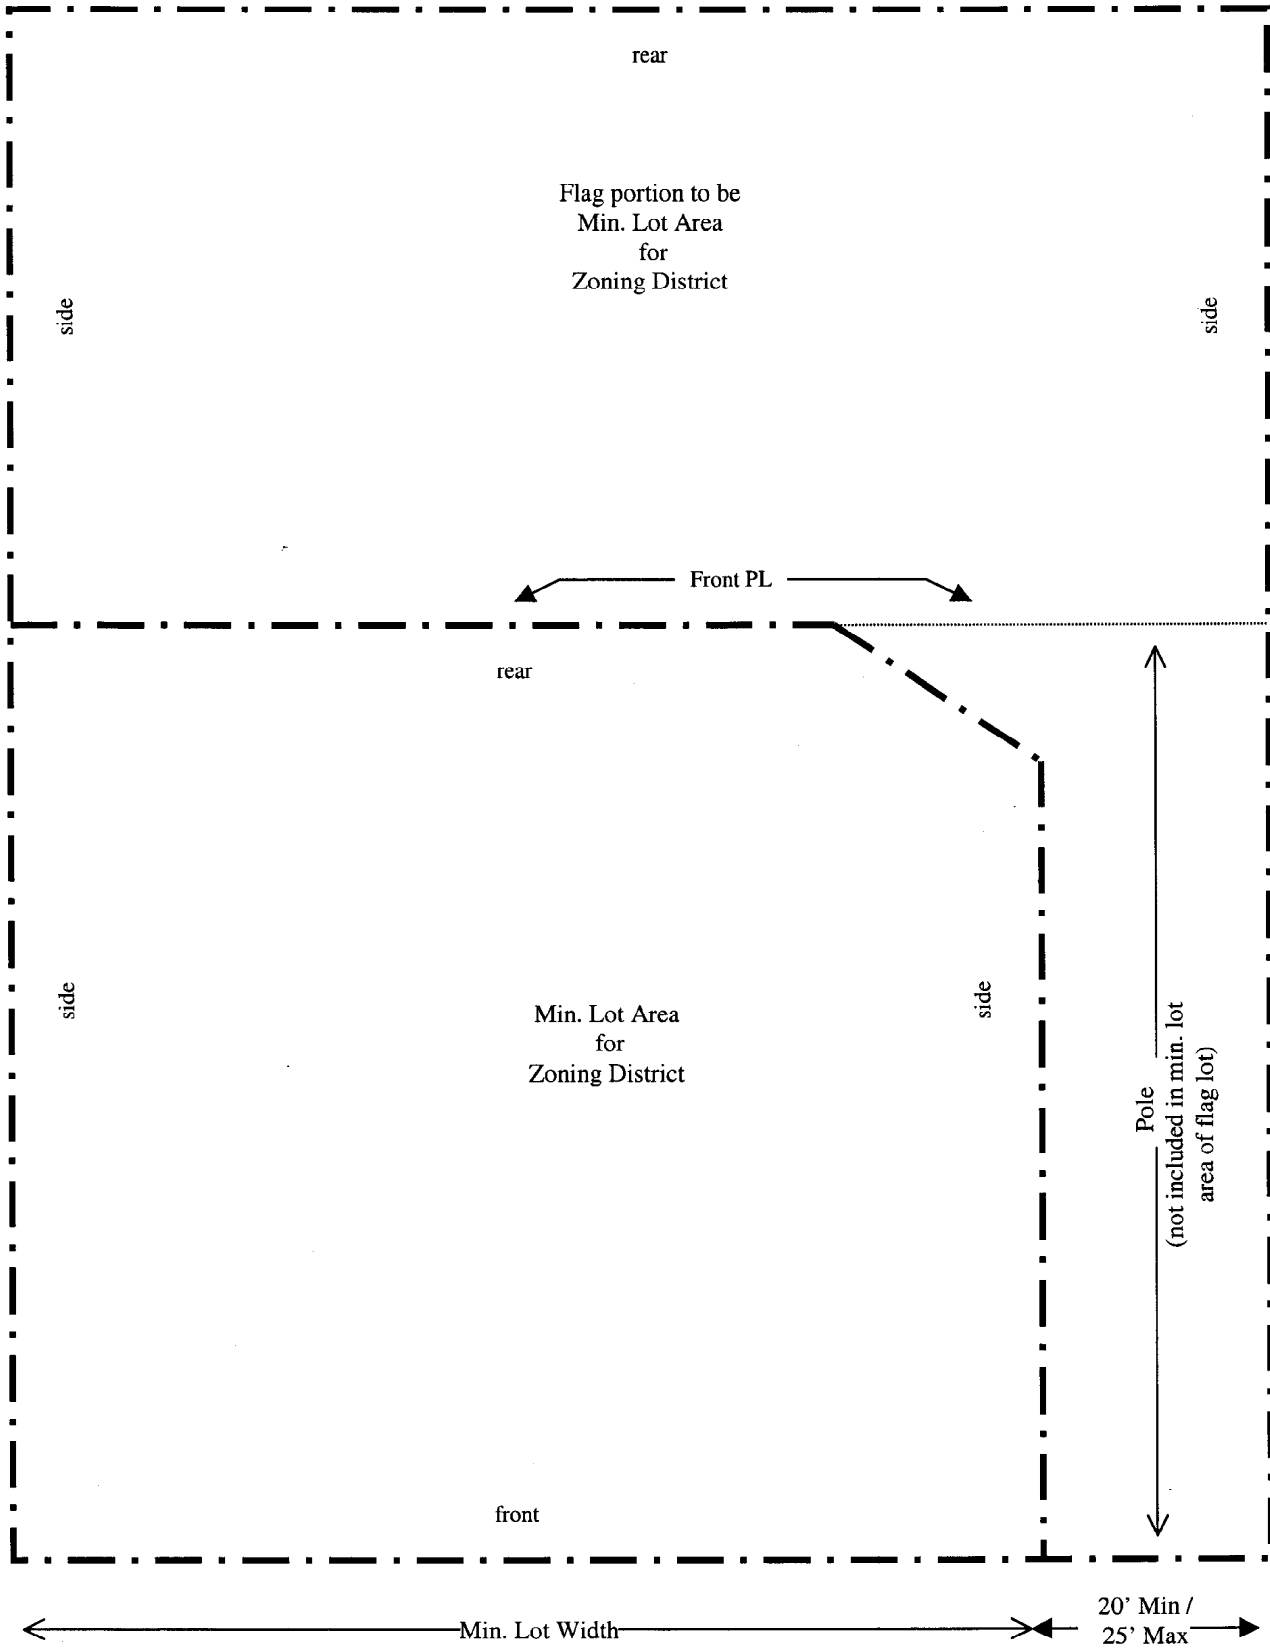 rear
Flag portion to be
Min. Lot Area
for
Zoning District
side
side
Front PL
rear
side
Min. Lot Area
for
Zoning District
side
Pole
(not included in min. lot
area of flag lot)
front
Min. Lot Width
20' Min /
25' Max